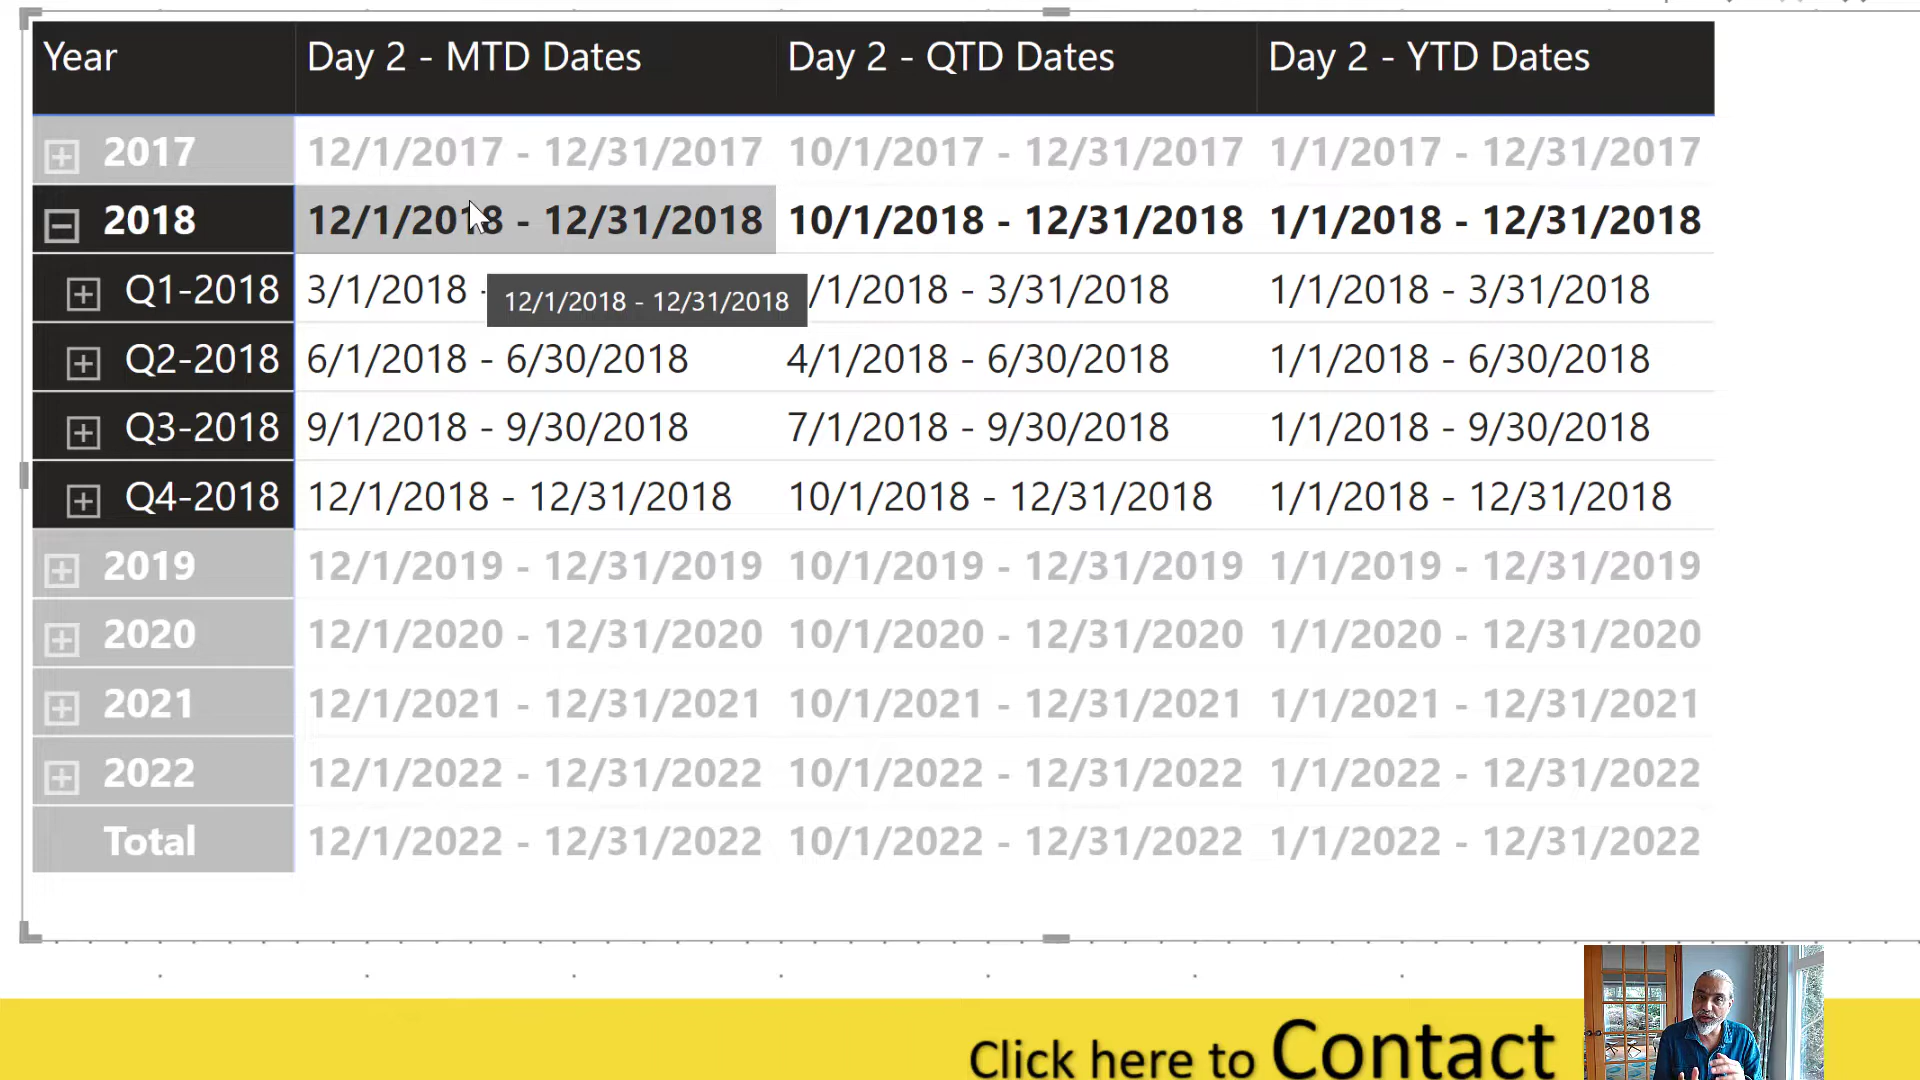 Year Day 2 - MTD Dates Day 2 - QTD Dates Day 2 - YTD Dates
2017 12/1/2017 - 12/31/2017 10/1/2017 - 12/31/2017 1/1/2017 - 12/31/2017
2018 12/1/2018 - 12/31/2018 10/1/2018 - 12/31/2018 1/1/2018 - 12/31/2018
Q1-2018 3/1/2018 - /1/2018 - 3/31/2018 1/1/2018 - 3/31/2018
12/1/2018 - 12/31/2018
Q2-2018 6/1/2018 - 6/30/2018 4/1/2018 - 6/30/2018 1/1/2018 - 6/30/2018
Q3-2018 9/1/2018 - 9/30/2018 7/1/2018 - 9/30/2018 1/1/2018 - 9/30/2018
Q4-2018 12/1/2018 - 12/31/2018 10/1/2018 - 12/31/2018 1/1/2018 - 12/31/2018
2019 12/1/2019 - 12/31/2019 10/1/2019 - 12/31/2019 1/1/2019 - 12/31/2019
2020 12/1/2020 - 12/31/2020 10/1/2020 - 12/31/2020 1/1/2020 - 12/31/2020
2021 12/1/2021 - 12/31/2021 10/1/2021 - 12/31/2021 1/1/2021 - 12/31/2021
2022 12/1/2022 - 12/31/2022 10/1/2022 - 12/31/2022 1/1/2022 - 12/31/2022
Total 12/1/2022 - 12/31/2022 10/1/2022 - 12/31/2022 1/1/2022 - 12/31/2022
Click here to Contact